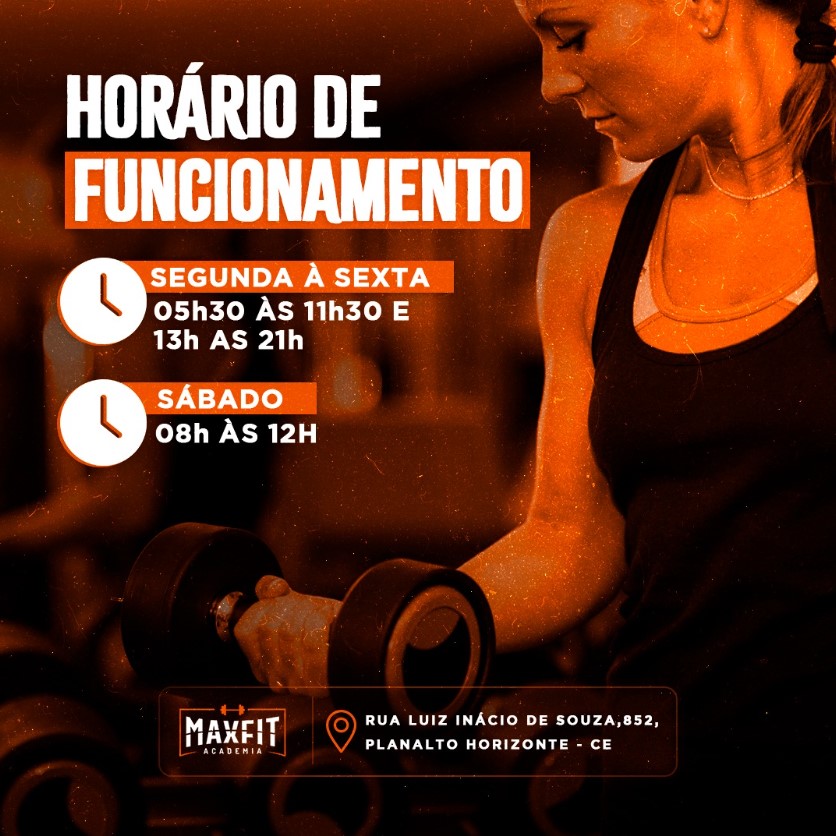 HORÁRIO DE
FUNCIONAMENTO
SEGUNDA À SEXTA
05h30 ÀS 11h30 E
13h AS 21h
SÁBADO
08h ÀS 12H
MAXFIT
ACADEMIA
RUA LUIZ INÁCIO DE SOUZA,852,
PLANALTO HORIZONTE - CE